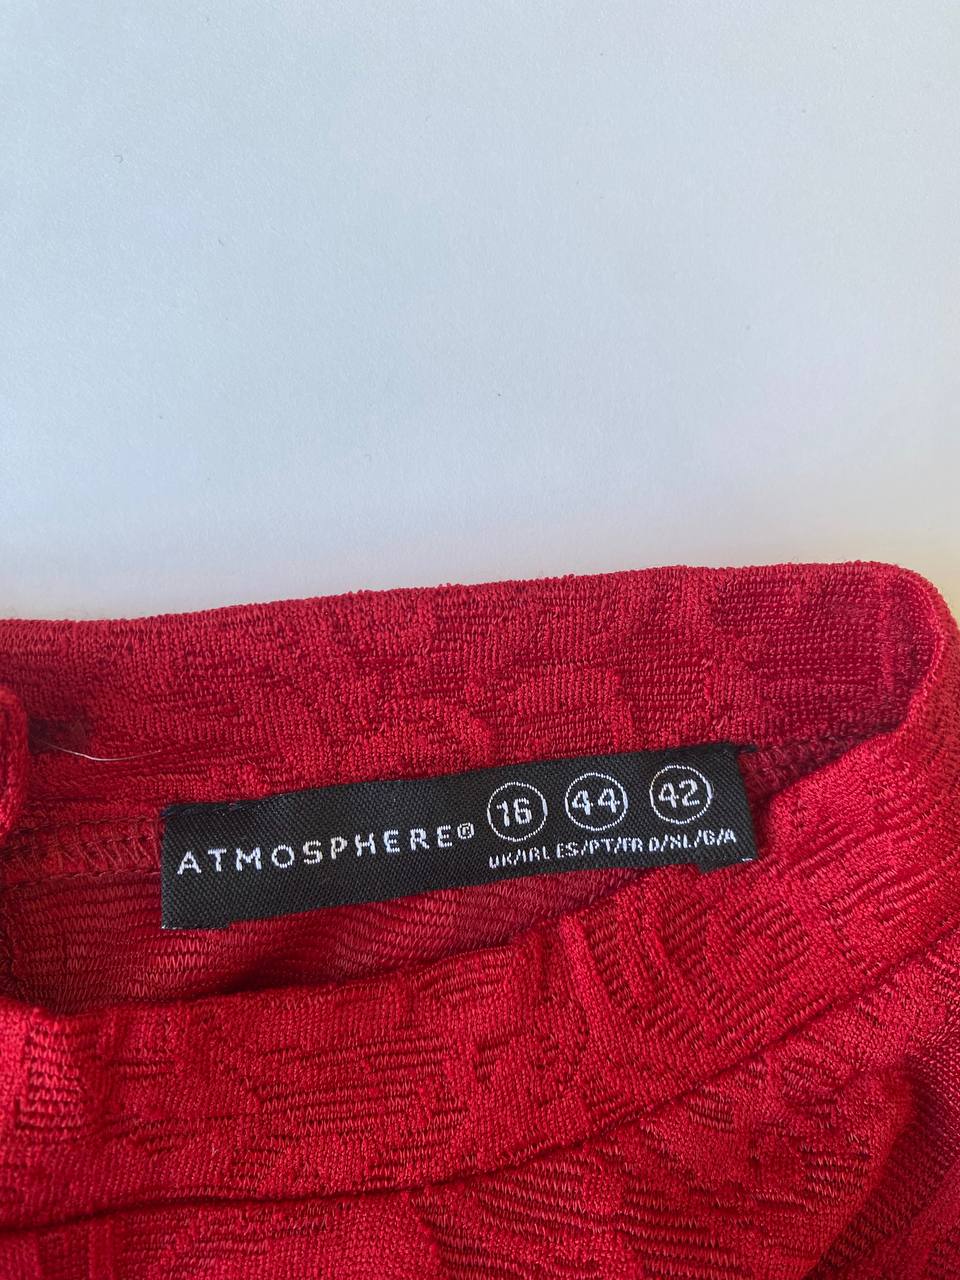 ATMOSPHERE® 16 44 42
UK/IRL ES/PT/FR D/NL/B/A